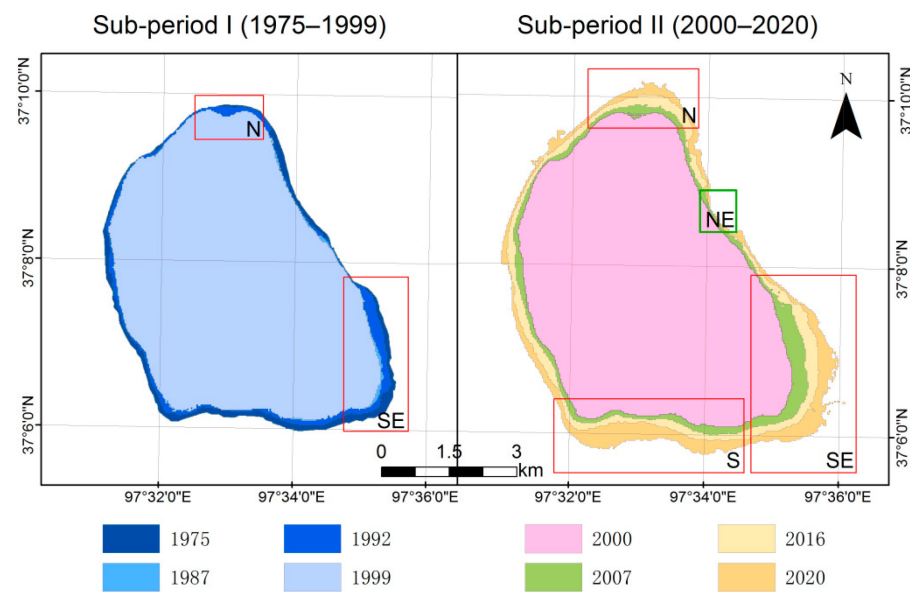 Sub-period I (1975–1999)
Sub-period II (2000–2020)
37°10'0"N
37°8'0"N
37°6'0"N
N
SE
N
NE
S
SE
N
37°10'0"N
37°8'0"N
37°6'0"N
0 1.5 3
km
97°32'0"E 97°34'0"E 97°36'0"E
97°32'0"E 97°34'0"E 97°36'0"E
1975 1992 2000 2016
1987 1999 2007 2020